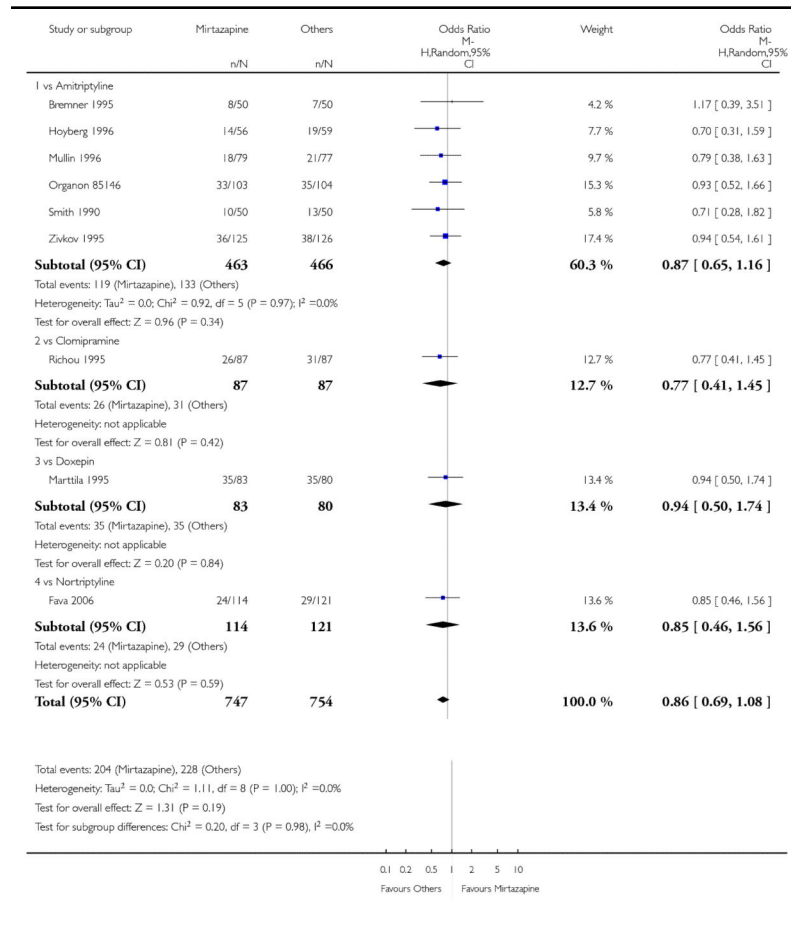 Study or subgroup Mirtazapine Others Odds Ratio Weight Odds Ratio
M- M-
H,Random,95% H,Random,95%
n/N n/N CI CI
1 vs Amitriptyline
Bremner 1995 8/50 7/50 4.2 % 1.17 [ 0.39, 3.51 ]
Hoyberg 1996 14/56 19/59 7.7 % 0.70 [ 0.31, 1.59 ]
Mullin 1996 18/79 21/77 9.7 % 0.79 [ 0.38, 1.63 ]
Organon 85146 33/103 35/104 15.3 % 0.93 [ 0.52, 1.66 ]
Smith 1990 10/50 13/50 5.8 % 0.71 [ 0.28, 1.82 ]
Zivkov 1995 36/125 38/126 17.4 % 0.94 [ 0.54, 1.61 ]
Subtotal (95% CI) 463 466 60.3 % 0.87 [ 0.65, 1.16 ]
Total events: 119 (Mirtazapine), 133 (Others)
Heterogeneity: Tau² = 0.0; Chi² = 0.92, df = 5 (P = 0.97); I² =0.0%
Test for overall effect: Z = 0.96 (P = 0.34)
2 vs Clomipramine
Richou 1995 26/87 31/87 12.7 % 0.77 [ 0.41, 1.45 ]
Subtotal (95% CI) 87 87 12.7 % 0.77 [ 0.41, 1.45 ]
Total events: 26 (Mirtazapine), 31 (Others)
Heterogeneity: not applicable
Test for overall effect: Z = 0.81 (P = 0.42)
3 vs Doxepin
Marttila 1995 35/83 35/80 13.4 % 0.94 [ 0.50, 1.74 ]
Subtotal (95% CI) 83 80 13.4 % 0.94 [ 0.50, 1.74 ]
Total events: 35 (Mirtazapine), 35 (Others)
Heterogeneity: not applicable
Test for overall effect: Z = 0.20 (P = 0.84)
4 vs Nortriptyline
Fava 2006 24/114 29/121 13.6 % 0.85 [ 0.46, 1.56 ]
Subtotal (95% CI) 114 121 13.6 % 0.85 [ 0.46, 1.56 ]
Total events: 24 (Mirtazapine), 29 (Others)
Heterogeneity: not applicable
Test for overall effect: Z = 0.53 (P = 0.59)
Total (95% CI) 747 754 100.0 % 0.86 [ 0.69, 1.08 ]
Total events: 204 (Mirtazapine), 228 (Others)
Heterogeneity: Tau² = 0.0; Chi² = 1.11, df = 8 (P = 1.00); I² =0.0%
Test for overall effect: Z = 1.31 (P = 0.19)
Test for subgroup differences: Chi² = 0.20, df = 3 (P = 0.98), I² =0.0%
0.1 0.2 0.5 1 2 5 10
Favours Others Favours Mirtazapine